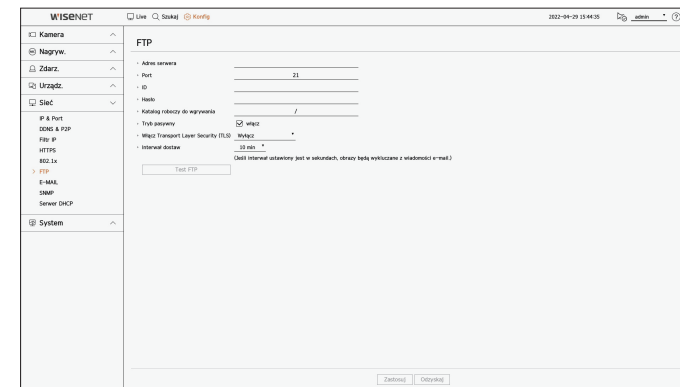 WISENET
Live Szukaj Konfig 2022-04-29 15:44:35 admin ?
Kamera
Nagryw.
Zdarz.
Urządz.
Sieć
IP & Port
DDNS & P2P
Filtr IP
HTTPS
802.1x
> FTP
E-MAIL
SNMP
Serwer DHCP
System
FTP
• Adres serwera
• Port 21
• ID
• Hasło
• Katalog roboczy do wgrywania /
• Tryb pasywny włącz
• Włącz Transport Layer Security (TLS) Wyłącz
• Interwał dostaw 10 min
(Jeśli interwał ustawiony jest w sekundach, obrazy będą wykluczane z wiadomości e-mail.)
Test FTP
Zastosuj Odzyskaj